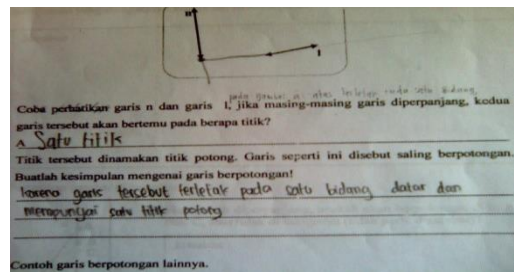 n
l
Coba perhatikan garis n dan garis l, jika masing-masing garis diperpanjang, kedua
garis tersebut akan bertemu pada berapa titik?
Satu titik
Titik tersebut dinamakan titik potong. Garis seperti ini disebut saling berpotongan.
Buatlah kesimpulan mengenai garis berpotongan!
karena garis tersebut terletak pada satu bidang datar dan
mempunyai satu titik potong
Contoh garis berpotongan lainnya.